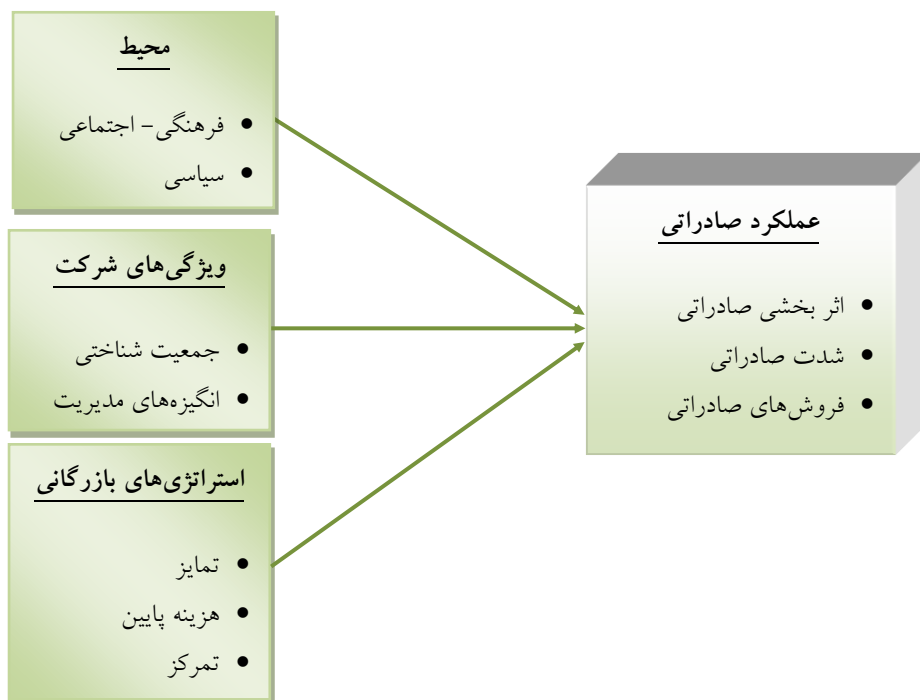 محیط
• فرهنگی- اجتماعی
• سیاسی
ویژگی‌های شرکت
• جمعیت شناختی
• انگیزه‌های مدیریت
استراتژی‌های بازرگانی
• تمایز
• هزینه پایین
• تمرکز
عملکرد صادراتی
• اثر بخشی صادراتی
• شدت صادراتی
• فروش‌های صادراتی